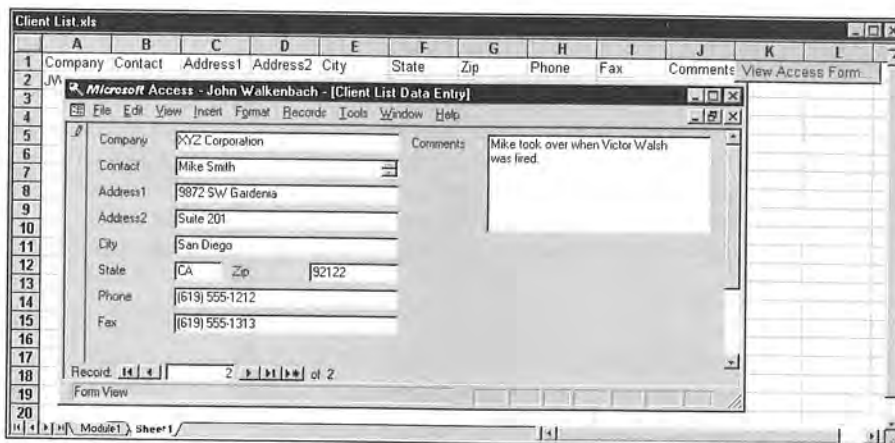 Client List.xls
A B C D E F G H I J K L
1 Company Contact Address1 Address2 City State Zip Phone Fax Comments View Access Form...
2 JW
3
Microsoft Access - John Walkenbach - [Client List Data Entry]
4
File Edit View Insert Format Records Tools Window Help
5
Company XYZ Corporation Comments Mike took over when Victor Walsh
was fired.
6
7
Contact Mike Smith
8
Address1 9872 SW Gardenia
9
10
Address2 Suite 201
11
City San Diego
12
State CA Zip 92122
13
14
Phone (619) 555-1212
15
Fax (619) 555-1313
16
17
18
Record: 2 of 2
19
Form View
20
Module1 Sheet1